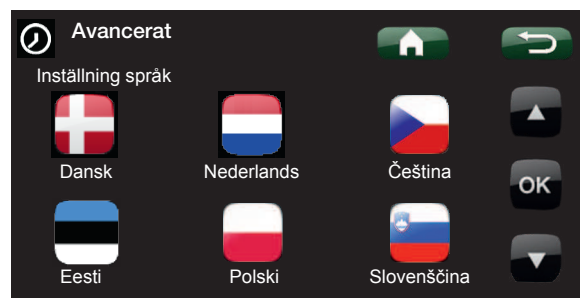 Avancerat
Inställning språk
Dansk Nederlands Čeština
OK
Eesti Polski Slovenščina